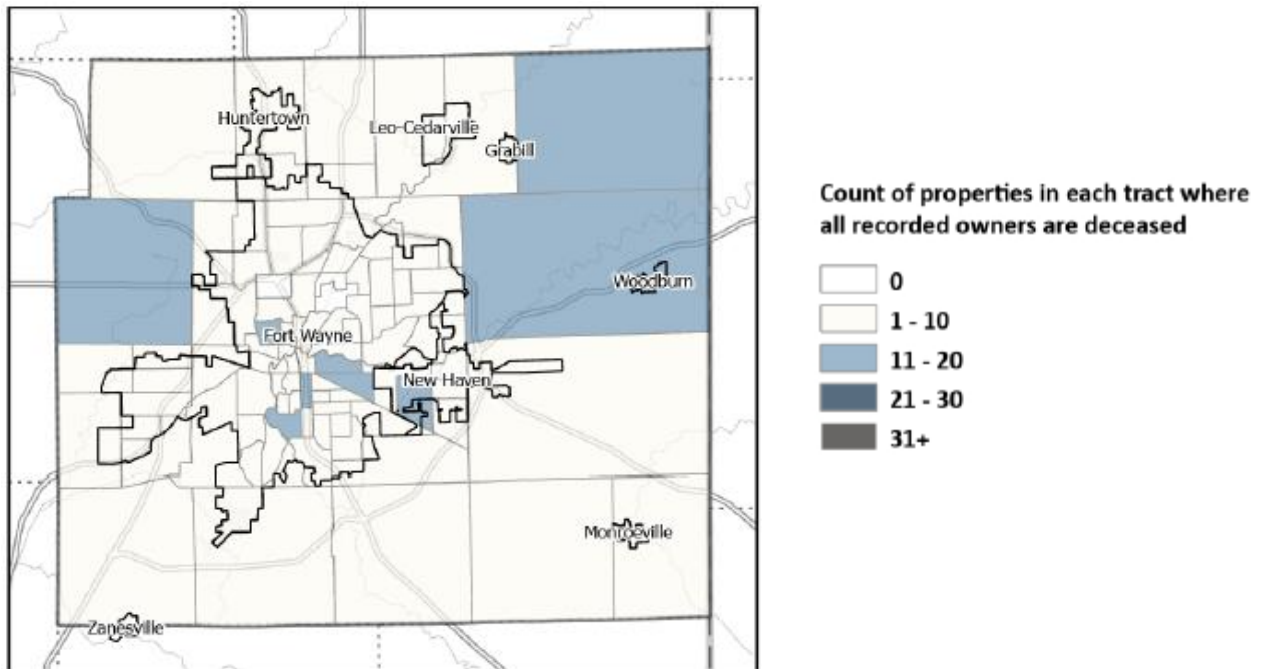 Huntertown
Leo-Cedarville
Grabill
Woodburn
Fort Wayne
New Haven
Monroeville
Zanesville
Count of properties in each tract where
all recorded owners are deceased
0
1 - 10
11 - 20
21 - 30
31+